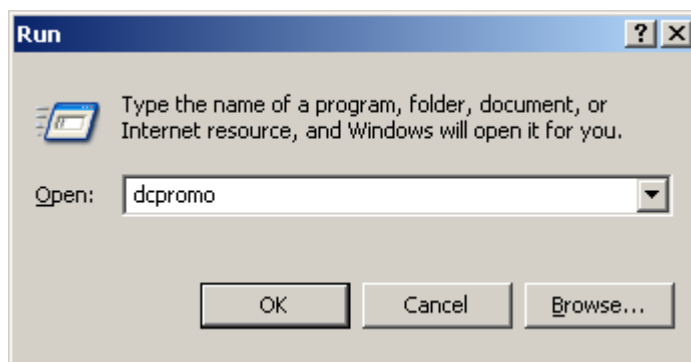 Run
Type the name of a program, folder, document, or
Internet resource, and Windows will open it for you.
Open: dcpromo
OK Cancel Browse...